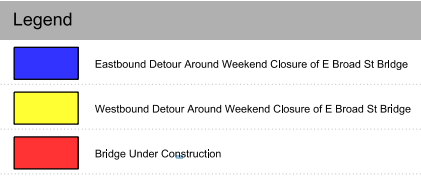 Legend
Eastbound Detour Around Weekend Closure of E Broad St Bridge
Westbound Detour Around Weekend Closure of E Broad St Bridge
Bridge Under Construction